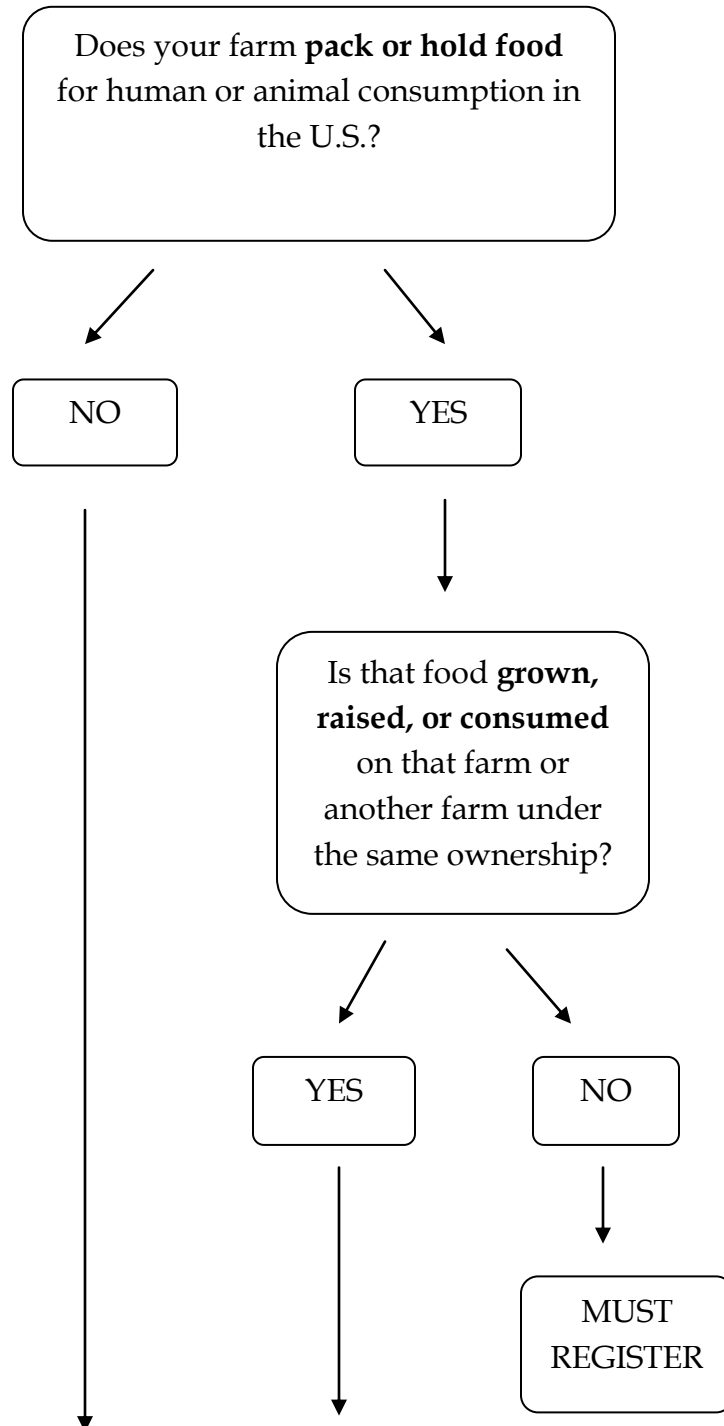 Does your farm pack or hold food
for human or animal consumption in
the U.S.?
NO
YES
Is that food grown,
raised, or consumed
on that farm or
another farm under
the same ownership?
YES
NO
MUST
REGISTER